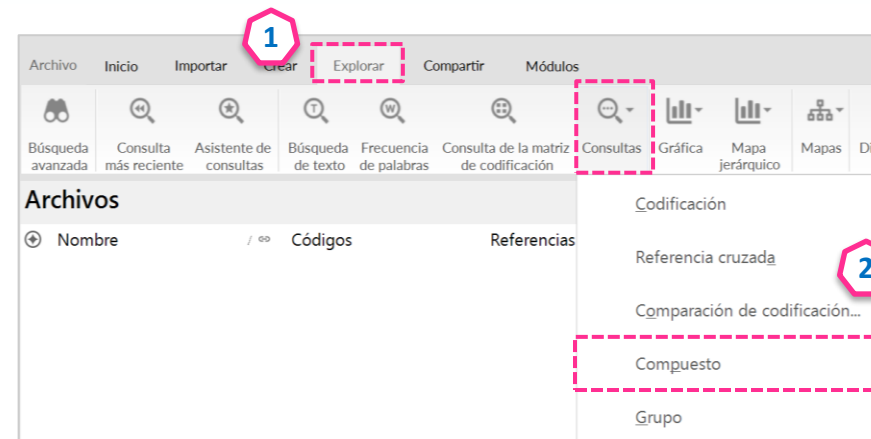 1
Archivo Inicio Importar Crear Explorar Compartir Módulos
Búsqueda avanzada
Consulta más reciente
Asistente de consultas
Búsqueda de texto
Frecuencia de palabras
Consulta de la matriz de codificación
Consultas
Gráfica
Mapa jerárquico
Mapas
Archivos
Nombre Códigos Referencias
Codificación
Referencia cruzada
2
Comparación de codificación...
Compuesto
Grupo